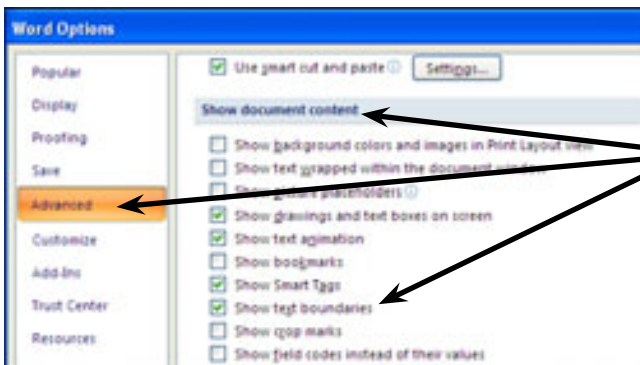 Word Options
Popular
Display
Proofing
Save
Advanced
Customize
Add-Ins
Trust Center
Resources
Use smart cut and paste
Settings...
Show document content
Show background colors and images in Print Layout view
Show text wrapped within the document window
Show picture placeholders
Show drawings and text boxes on screen
Show text animation
Show bookmarks
Show Smart Tags
Show text boundaries
Show crop marks
Show field codes instead of their values